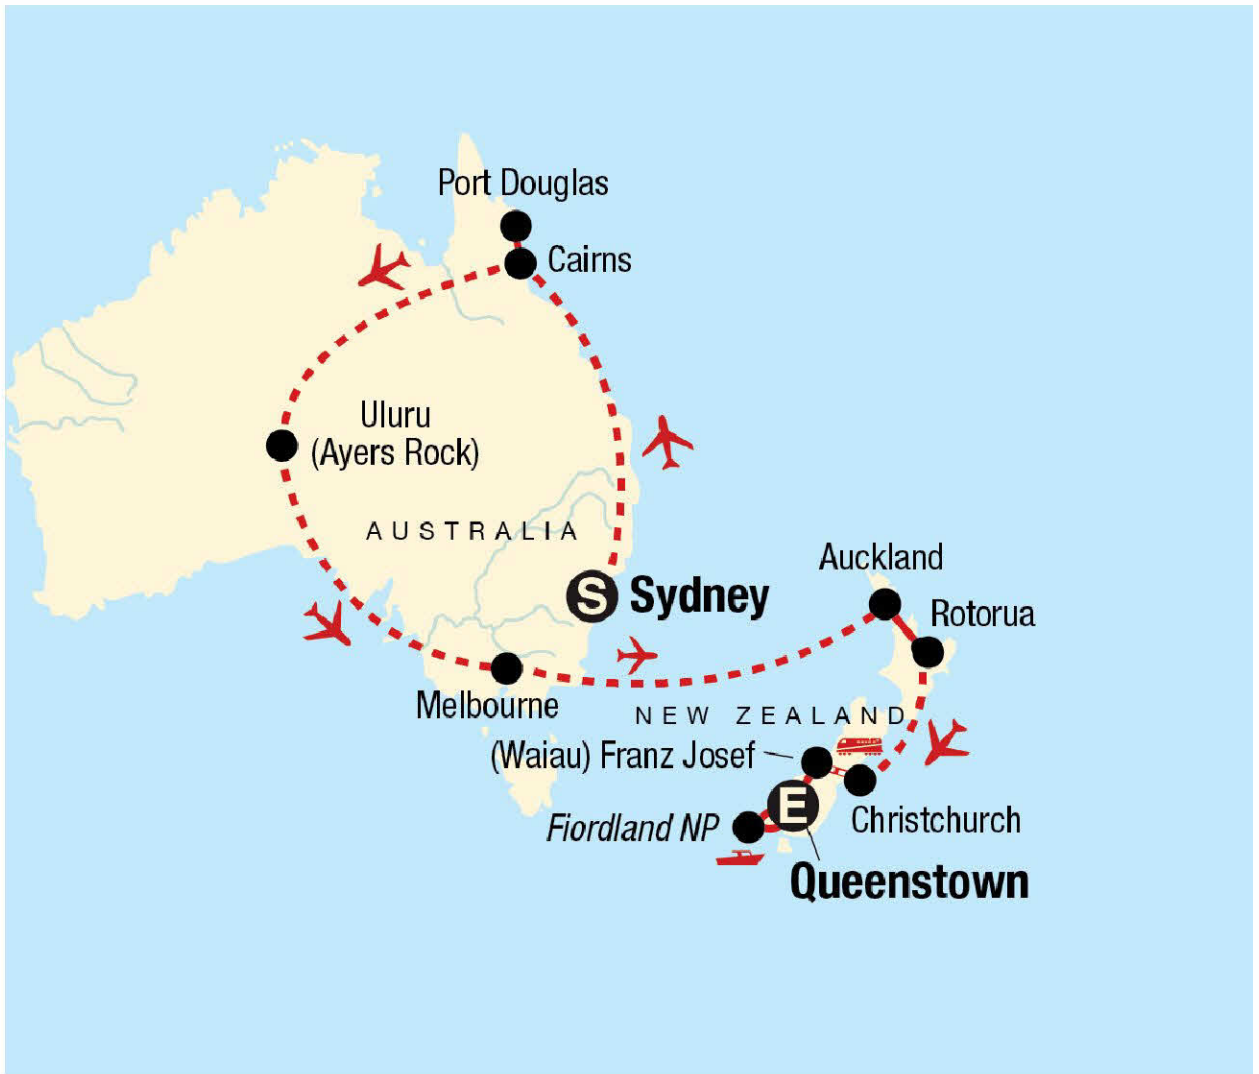 Port Douglas
Cairns
Uluru
(Ayers Rock)
AUSTRALIA
S Sydney
Auckland
Rotorua
Melbourne
NEW ZEALAND
(Waiau) Franz Josef
E
Christchurch
Fiordland NP
Queenstown